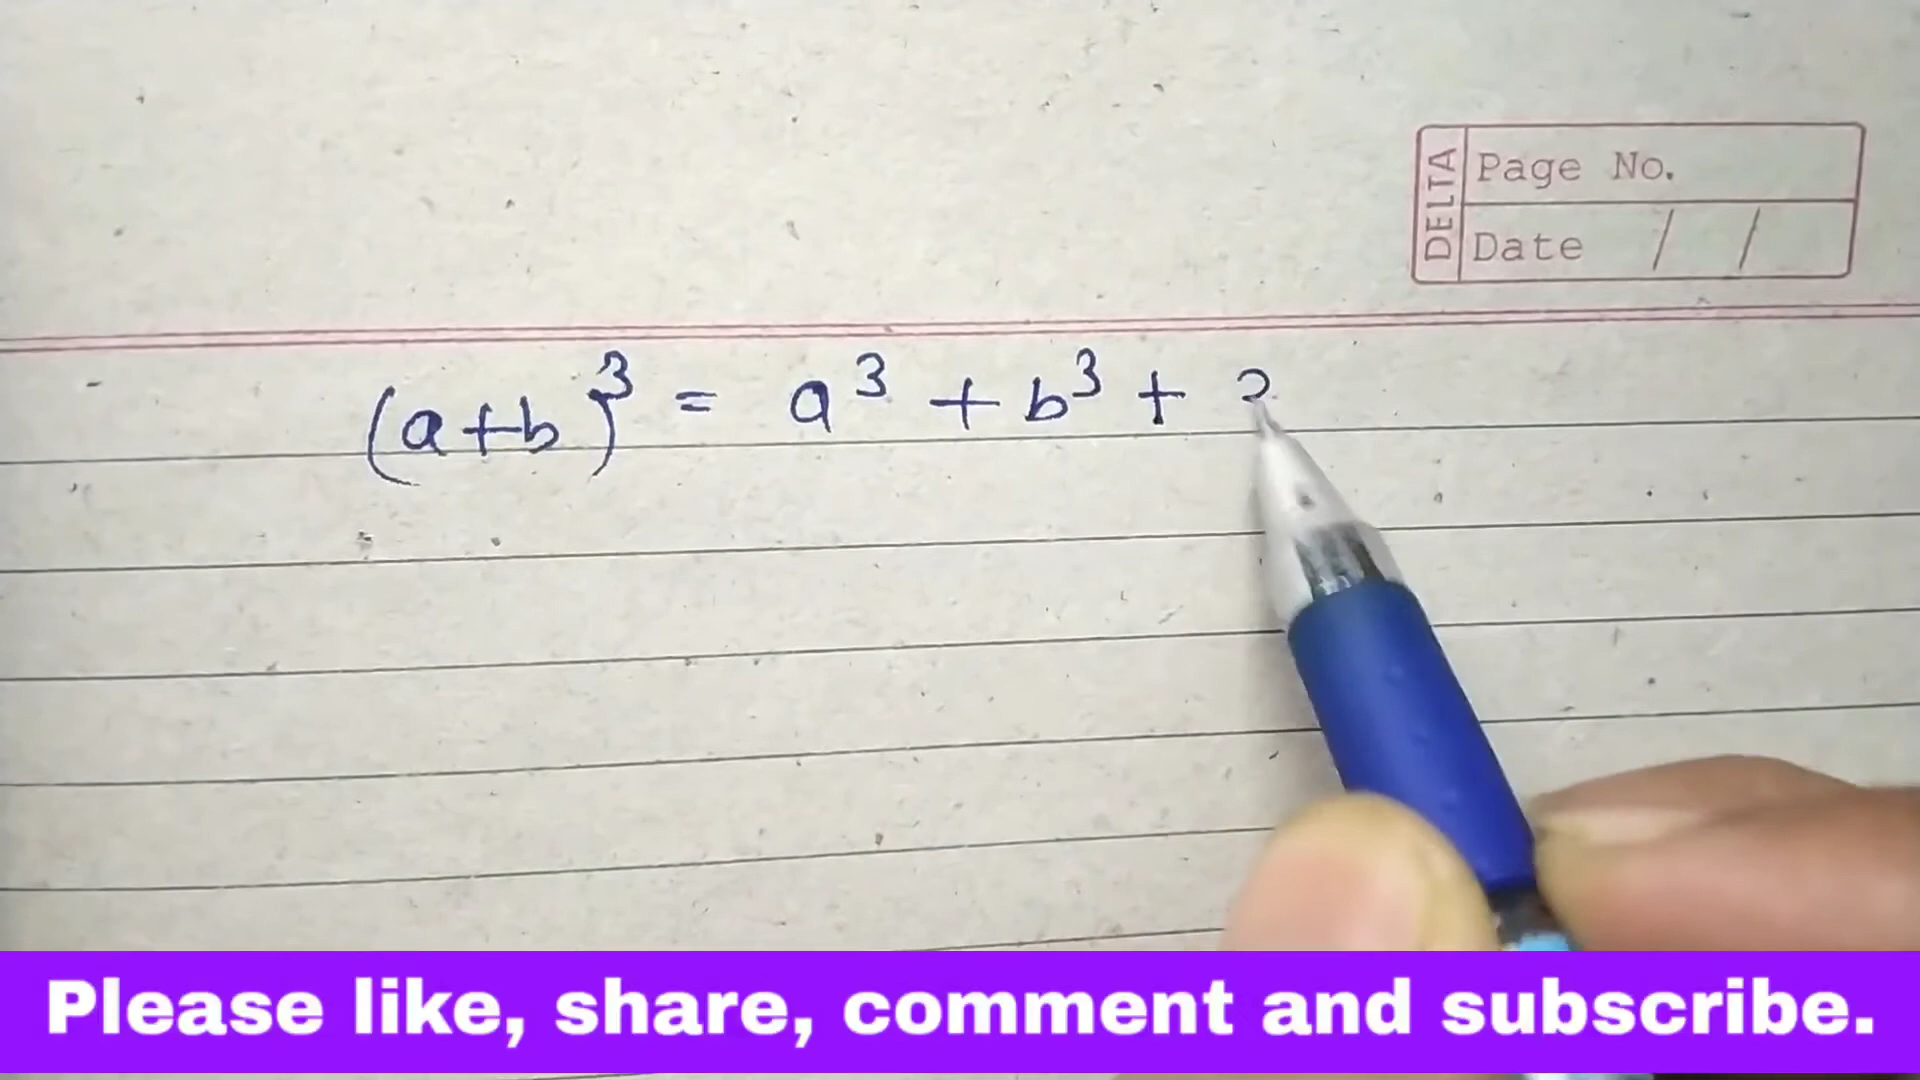 DELTA
Page No.
Date / /
(a+b)³ = a³ + b³ +
Please like, share, comment and subscribe.